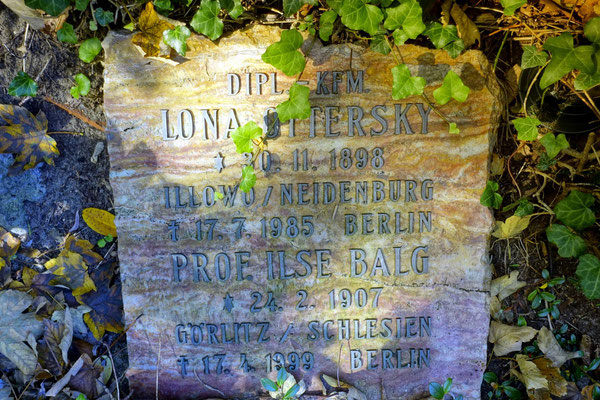 DIPL. KFM.
LONA OTTERSKY
* 30. 11. 1898
ILLOWO / NEIDENBURG
† 17. 7. 1985 BERLIN
PROF. ILSE BALG
* 24. 2. 1907
GÖRLITZ / SCHLESIEN
† 17. 4. 1999 BERLIN